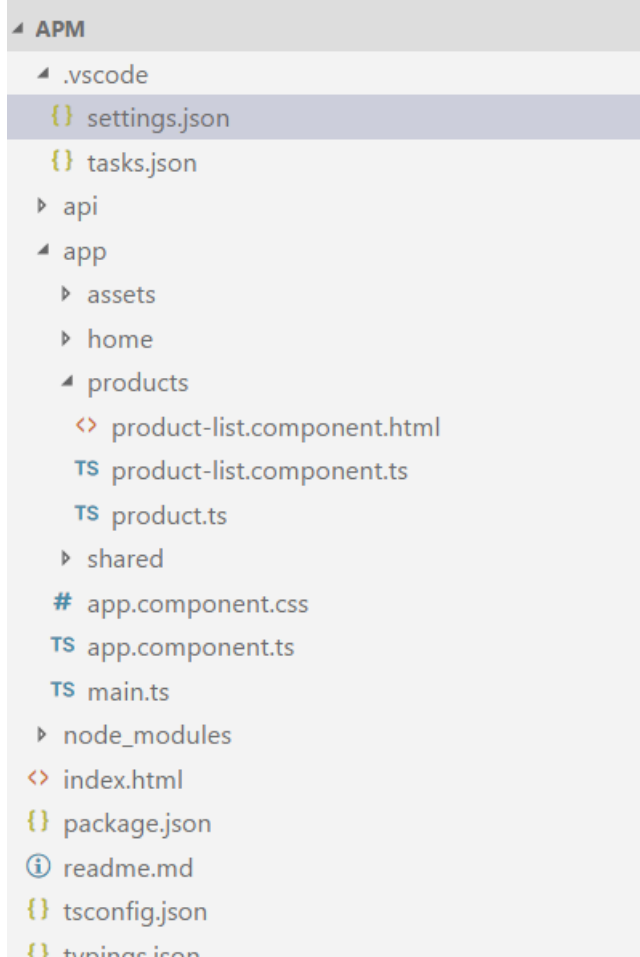 APM
.vscode
{} settings.json
{} tasks.json
api
app
assets
home
products
<> product-list.component.html
TS product-list.component.ts
TS product.ts
shared
# app.component.css
TS app.component.ts
TS main.ts
node_modules
<> index.html
{} package.json
readme.md
{} tsconfig.json
{} typings.json